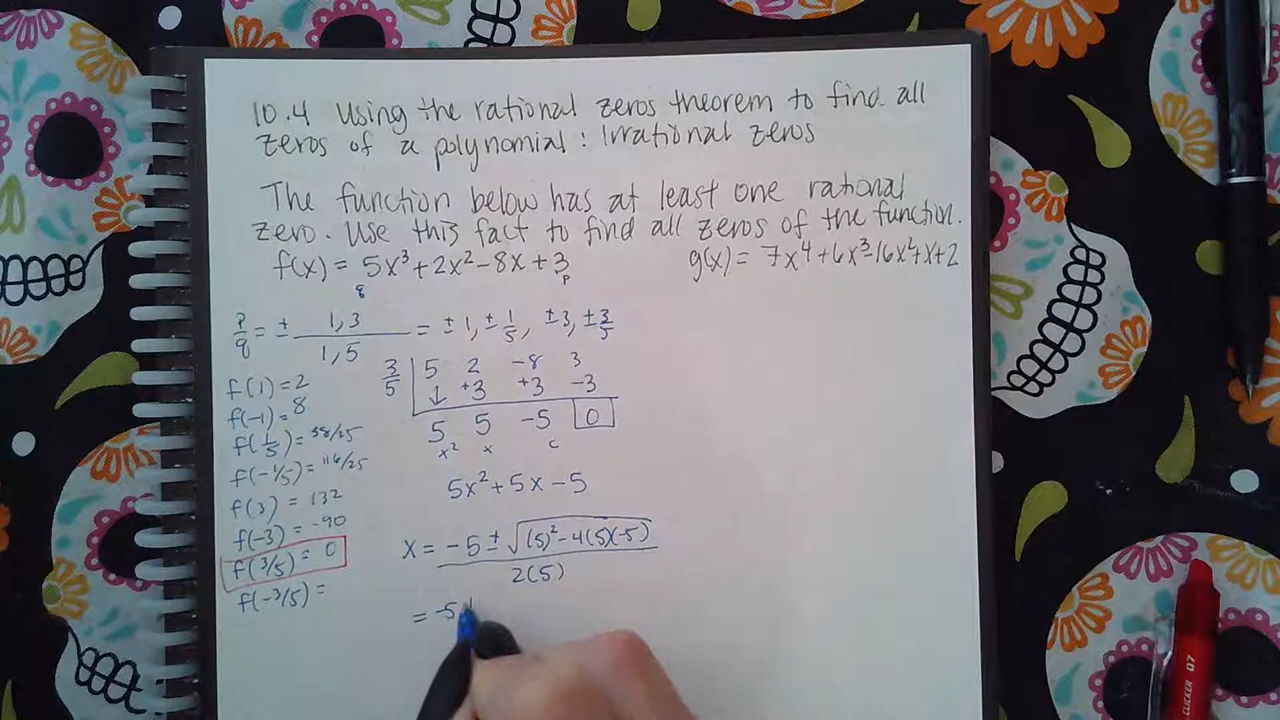 10.4 Using the rational zeros theorem to find all
zeros of a polynomial: Irrational zeros
The function below has at least one rational
zero. Use this fact to find all zeros of the function.
f(x) = 5x³+2x²-8x+3
g(x) = 7x⁴+6x³-16x²+x+2
q
p
p/q = ± 1,3 / 1,5 = ±1, ±1/5, ±3, ±3/5
3/5 | 5 2 -8 3
↓ +3 +3 -3
5 5 -5 0
x² x c
f(1) = 2
f(-1) = 8
f(1/5) = 38/25
f(-1/5) = 116/25
f(3) = 132
f(-3) = -90
f(3/5) = 0
f(-3/5) =
5x²+5x-5
x = -5 ± √(5)²-4(5)(-5)
2(5)
= -5
CLICKER 07